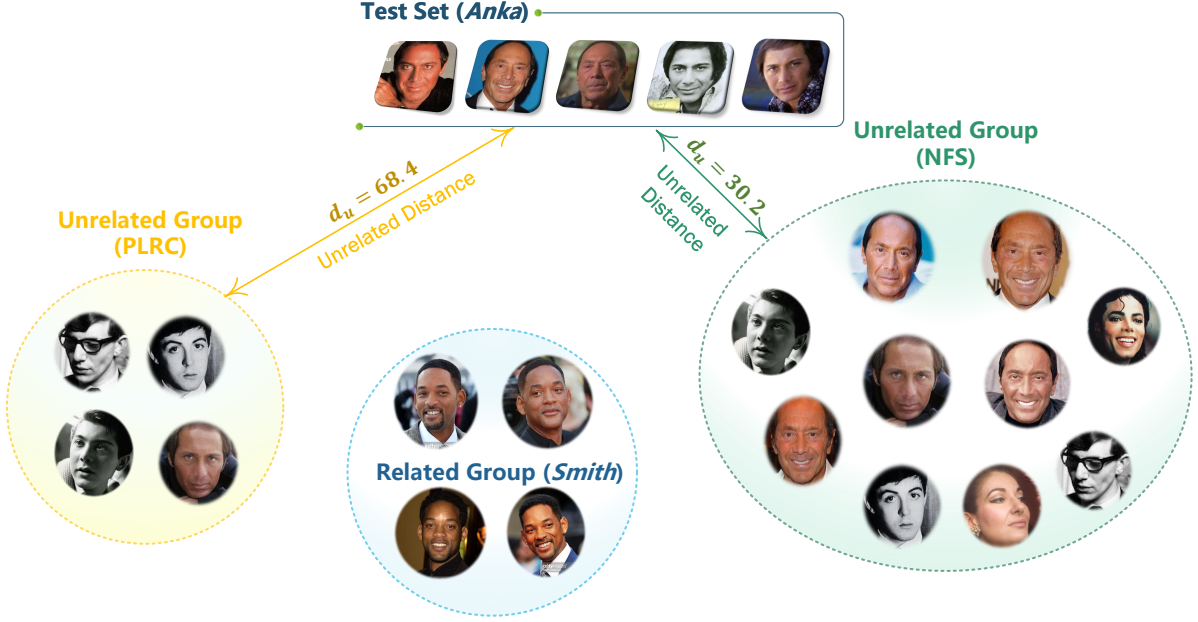 Test Set (Anka)
d_u = 68.4
Unrelated Distance
d_u = 30.2
Unrelated
Distance
Unrelated Group
(NFS)
Unrelated Group
(PLRC)
Related Group (Smith)